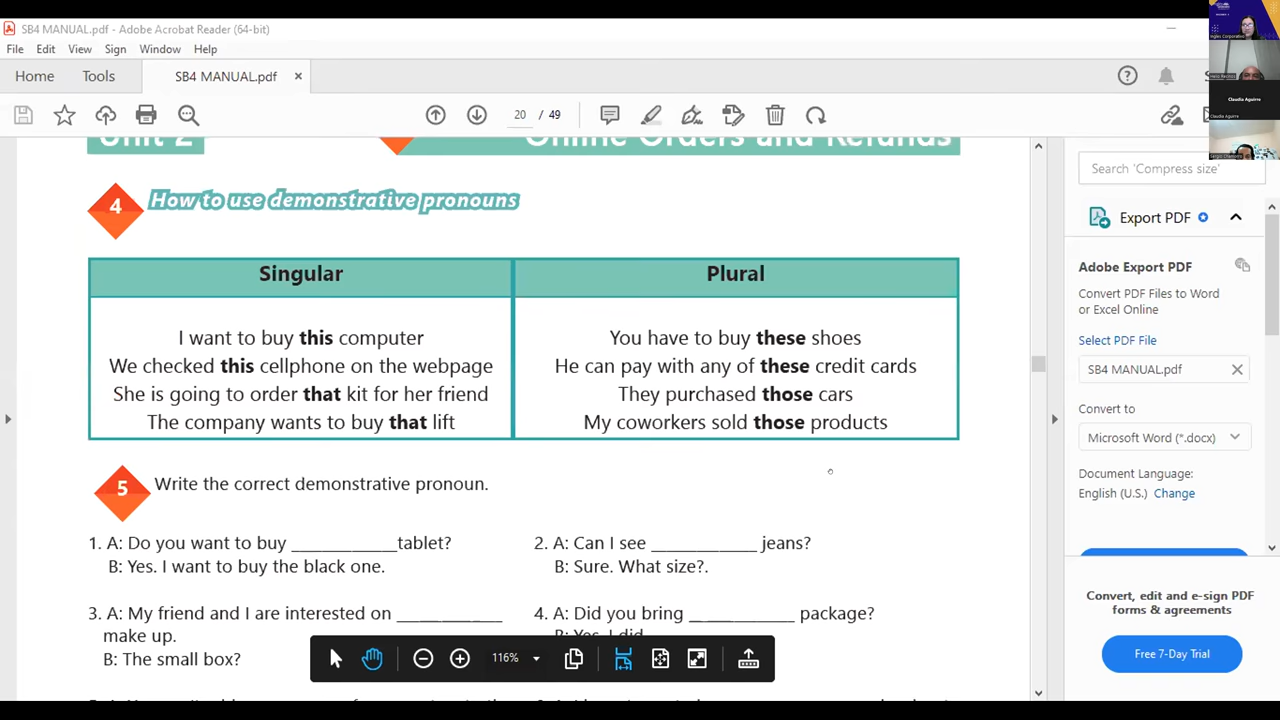 SB4 MANUAL.pdf - Adobe Acrobat Reader (64-bit)
File Edit View Sign Window Help
Home Tools SB4 MANUAL.pdf ×
20 / 49
Unit 2 Online Orders and Refunds
4 How to use demonstrative pronouns
Singular Plural
I want to buy this computer You have to buy these shoes
We checked this cellphone on the webpage He can pay with any of these credit cards
She is going to order that kit for her friend They purchased those cars
The company wants to buy that lift My coworkers sold those products
5 Write the correct demonstrative pronoun.
1. A: Do you want to buy ____________tablet? 2. A: Can I see ____________ jeans?
B: Yes. I want to buy the black one. B: Sure. What size?.
3. A: My friend and I are interested on ____________ 4. A: Did you bring ____________ package?
make up. B: Yes, I did
B: The small box?
116%
Search 'Compress size'
Export PDF
Adobe Export PDF
Convert PDF Files to Word
or Excel Online
Select PDF File
SB4 MANUAL.pdf
Convert to
Microsoft Word (*.docx)
Document Language:
English (U.S.) Change
Convert, edit and e-sign PDF
forms & agreements
Free 7-Day Trial
Claudia Aguirre
Claudia Aguirre